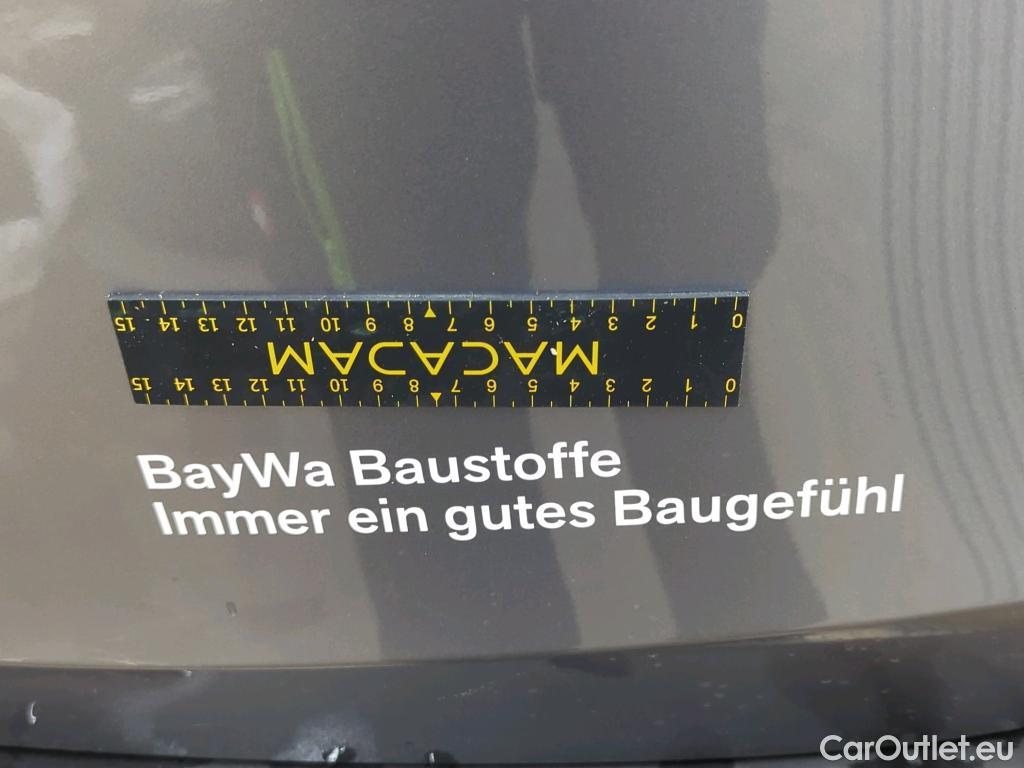 15 14 13 12 11 10 9 8 7 6 5 4 3 2 1 0
MACADAM
15 14 13 12 11 10 9 8 7 6 5 4 3 2 1 0
BayWa Baustoffe
Immer ein gutes Baugefühl
CarOutlet.eu